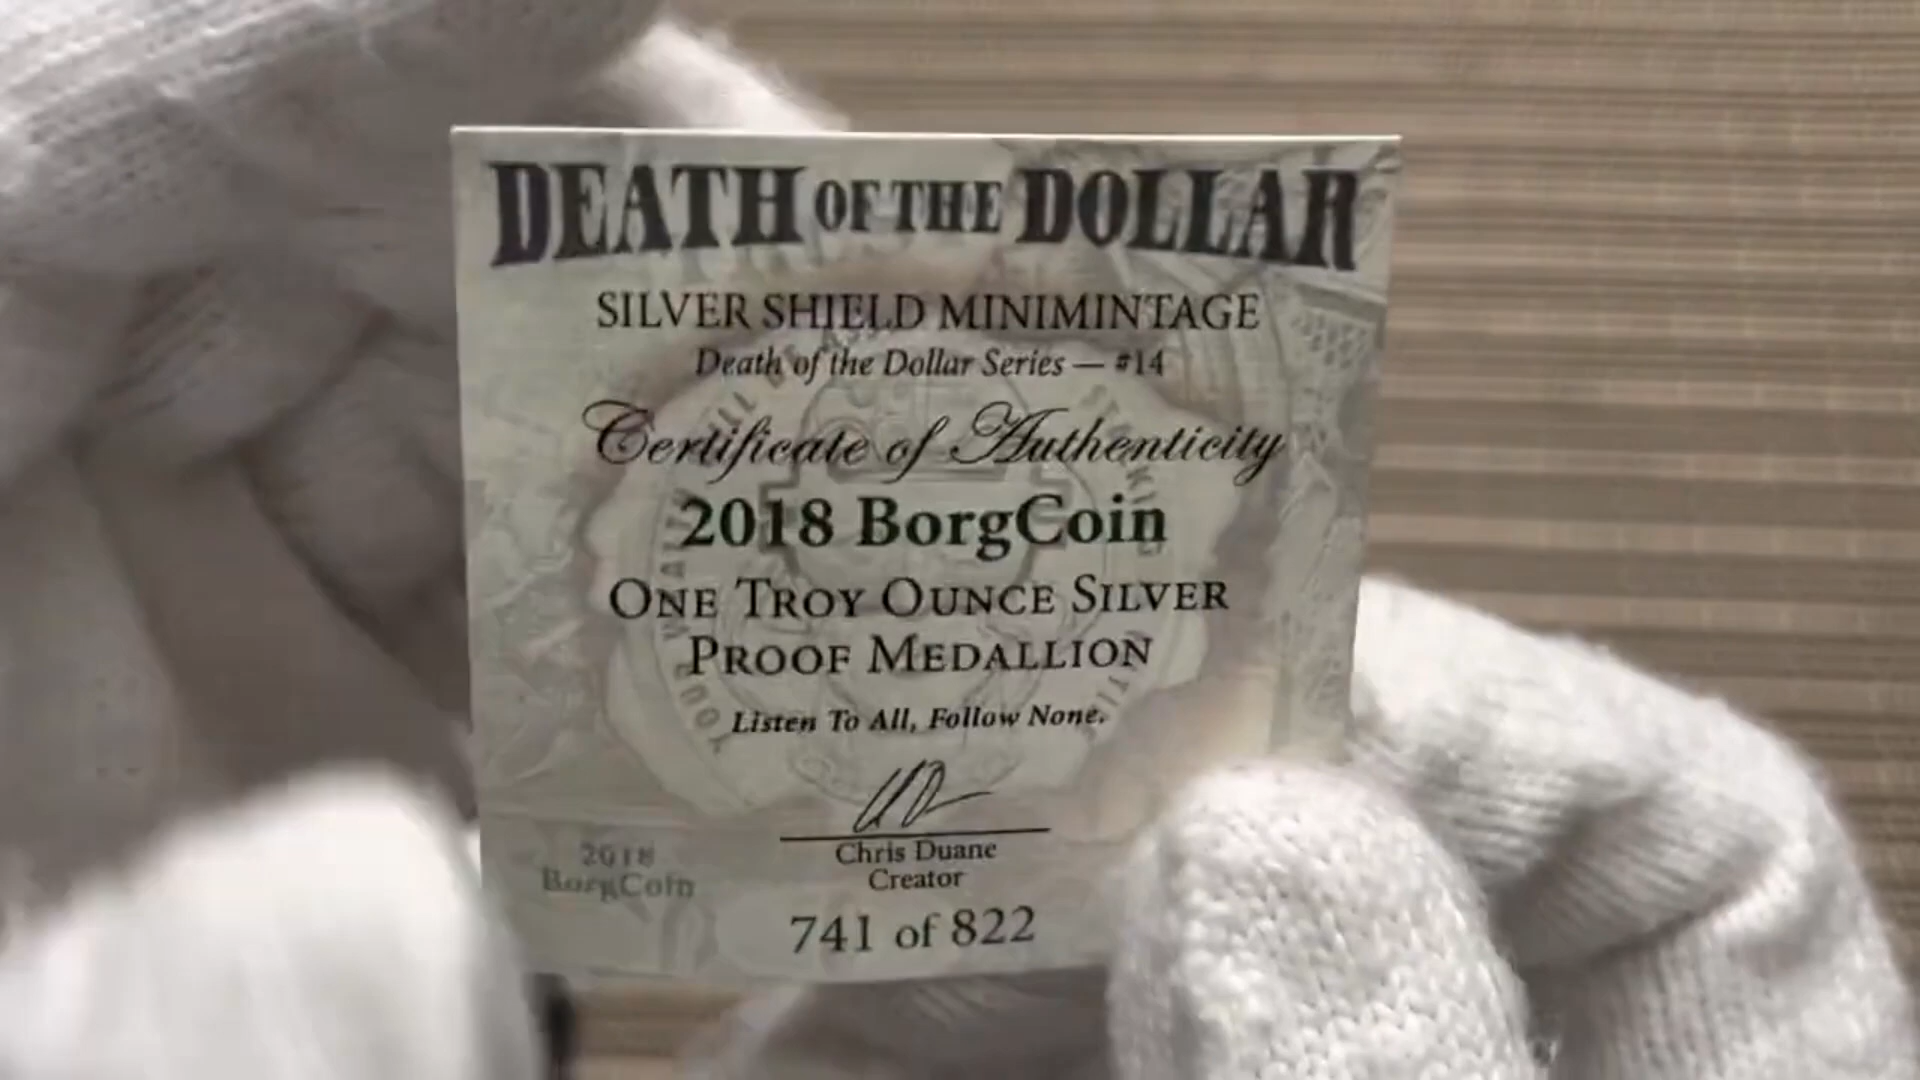 DEATH OF THE DOLLAR
SILVER SHIELD MINIMINTAGE
Death of the Dollar Series — #14
Certificate of Authenticity
2018 BorgCoin
ONE TROY OUNCE SILVER
PROOF MEDALLION
Listen To All, Follow None.
Chris Duane
Creator
2018
BorgCoin
741 of 822